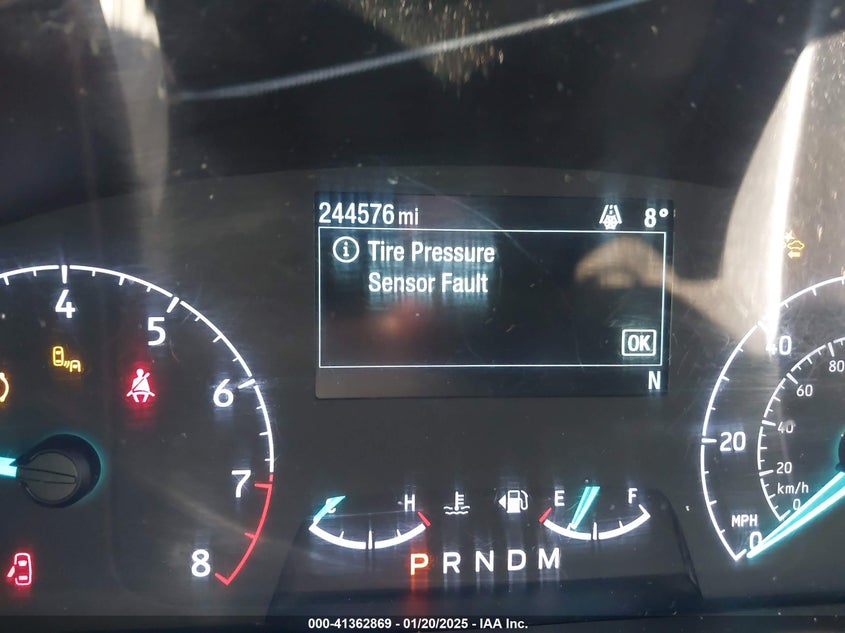 244576 mi 8°
Tire Pressure
Sensor Fault
OK
N
4
5
6
7
8
H E F
P R N D M
40
20
MPH 0
80
60
40
20
km/h
0
000-41362869 - 01/20/2025 - IAA Inc.